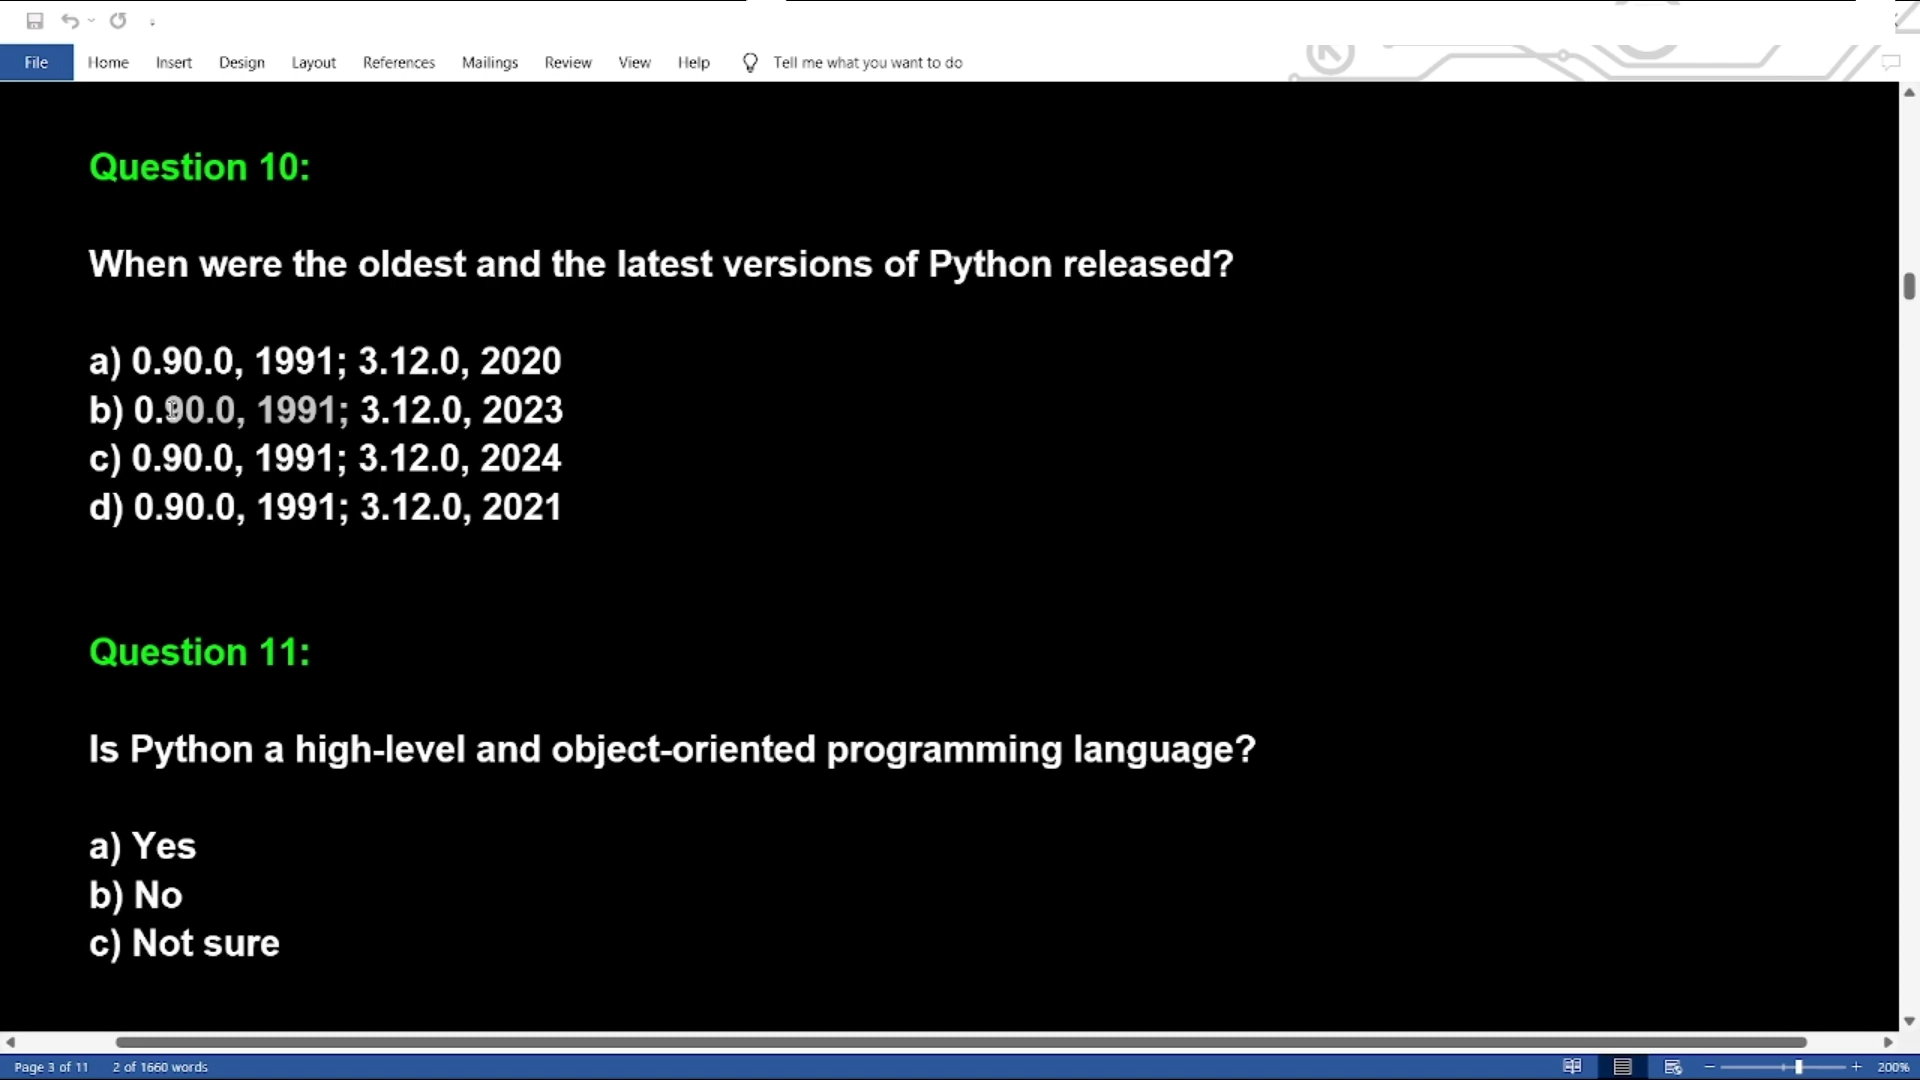 File Home Insert Design Layout References Mailings Review View Help Tell me what you want to do
Question 10:
When were the oldest and the latest versions of Python released?
a) 0.90.0, 1991; 3.12.0, 2020
b) 0.90.0, 1991; 3.12.0, 2023
c) 0.90.0, 1991; 3.12.0, 2024
d) 0.90.0, 1991; 3.12.0, 2021
Question 11:
Is Python a high-level and object-oriented programming language?
a) Yes
b) No
c) Not sure
Page 3 of 11 2 of 1660 words 200%